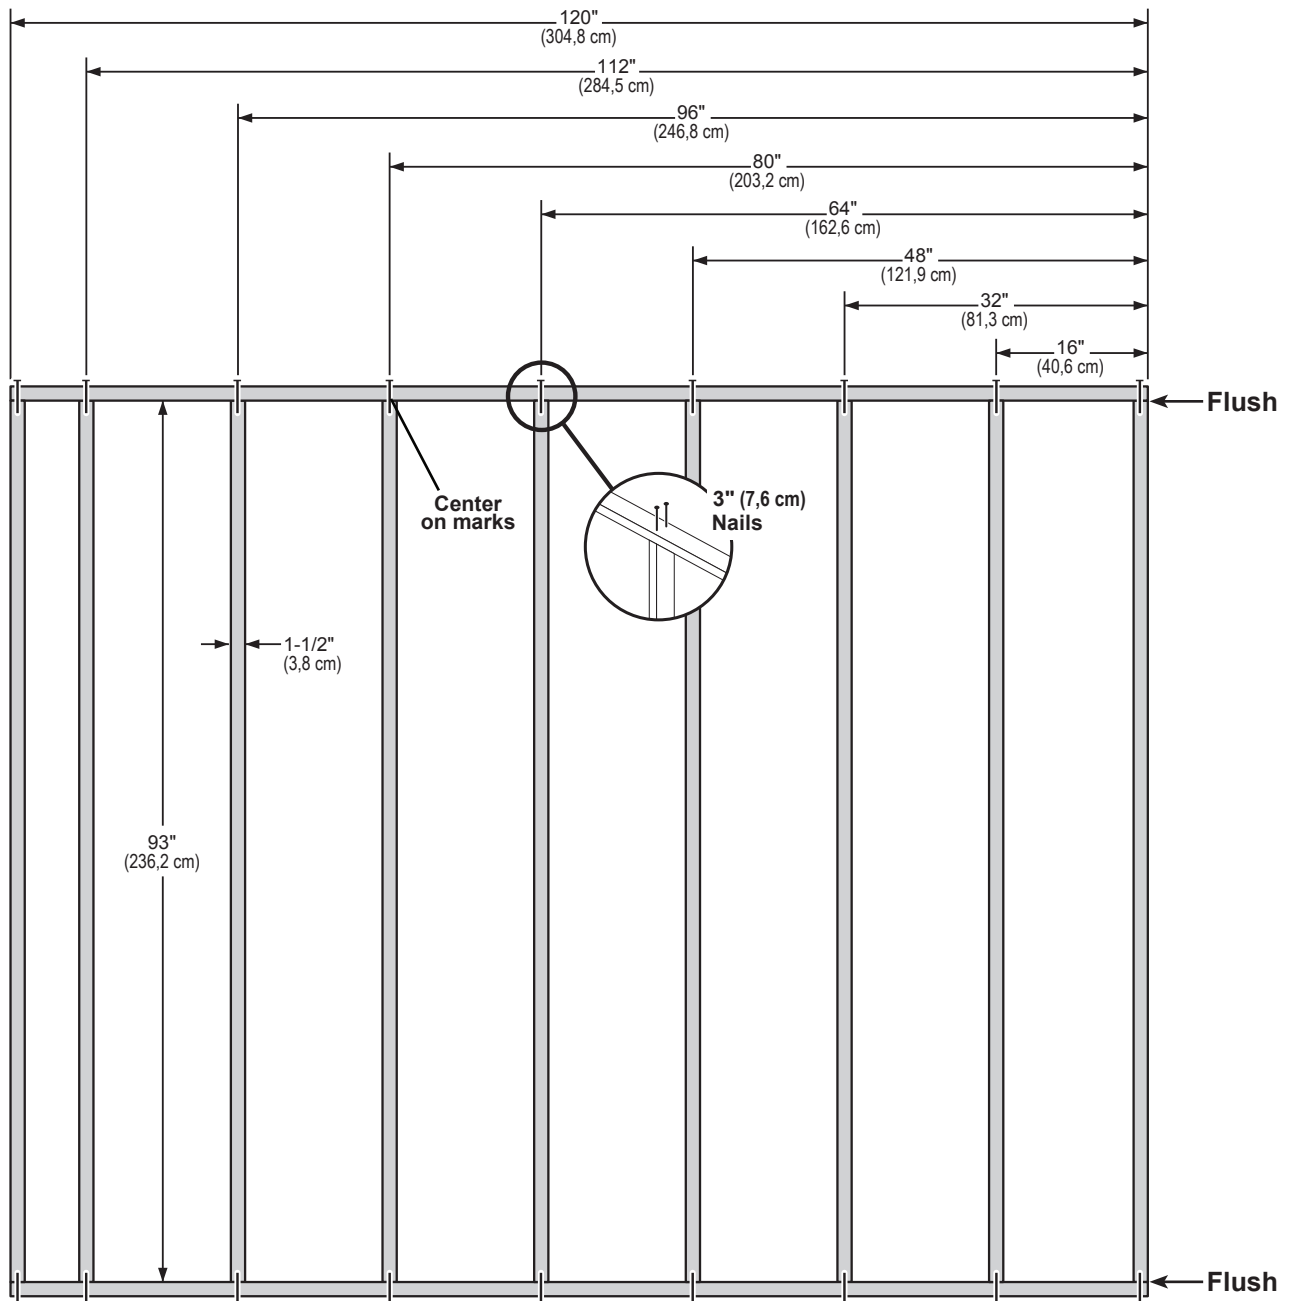 120"
(304,8 cm)
112"
(284,5 cm)
96"
(246,8 cm)
80"
(203,2 cm)
64"
(162,6 cm)
48"
(121,9 cm)
32"
(81,3 cm)
16"
(40,6 cm)
Flush
Center
on marks
3" (7,6 cm)
Nails
1-1/2"
(3,8 cm)
93"
(236,2 cm)
Flush